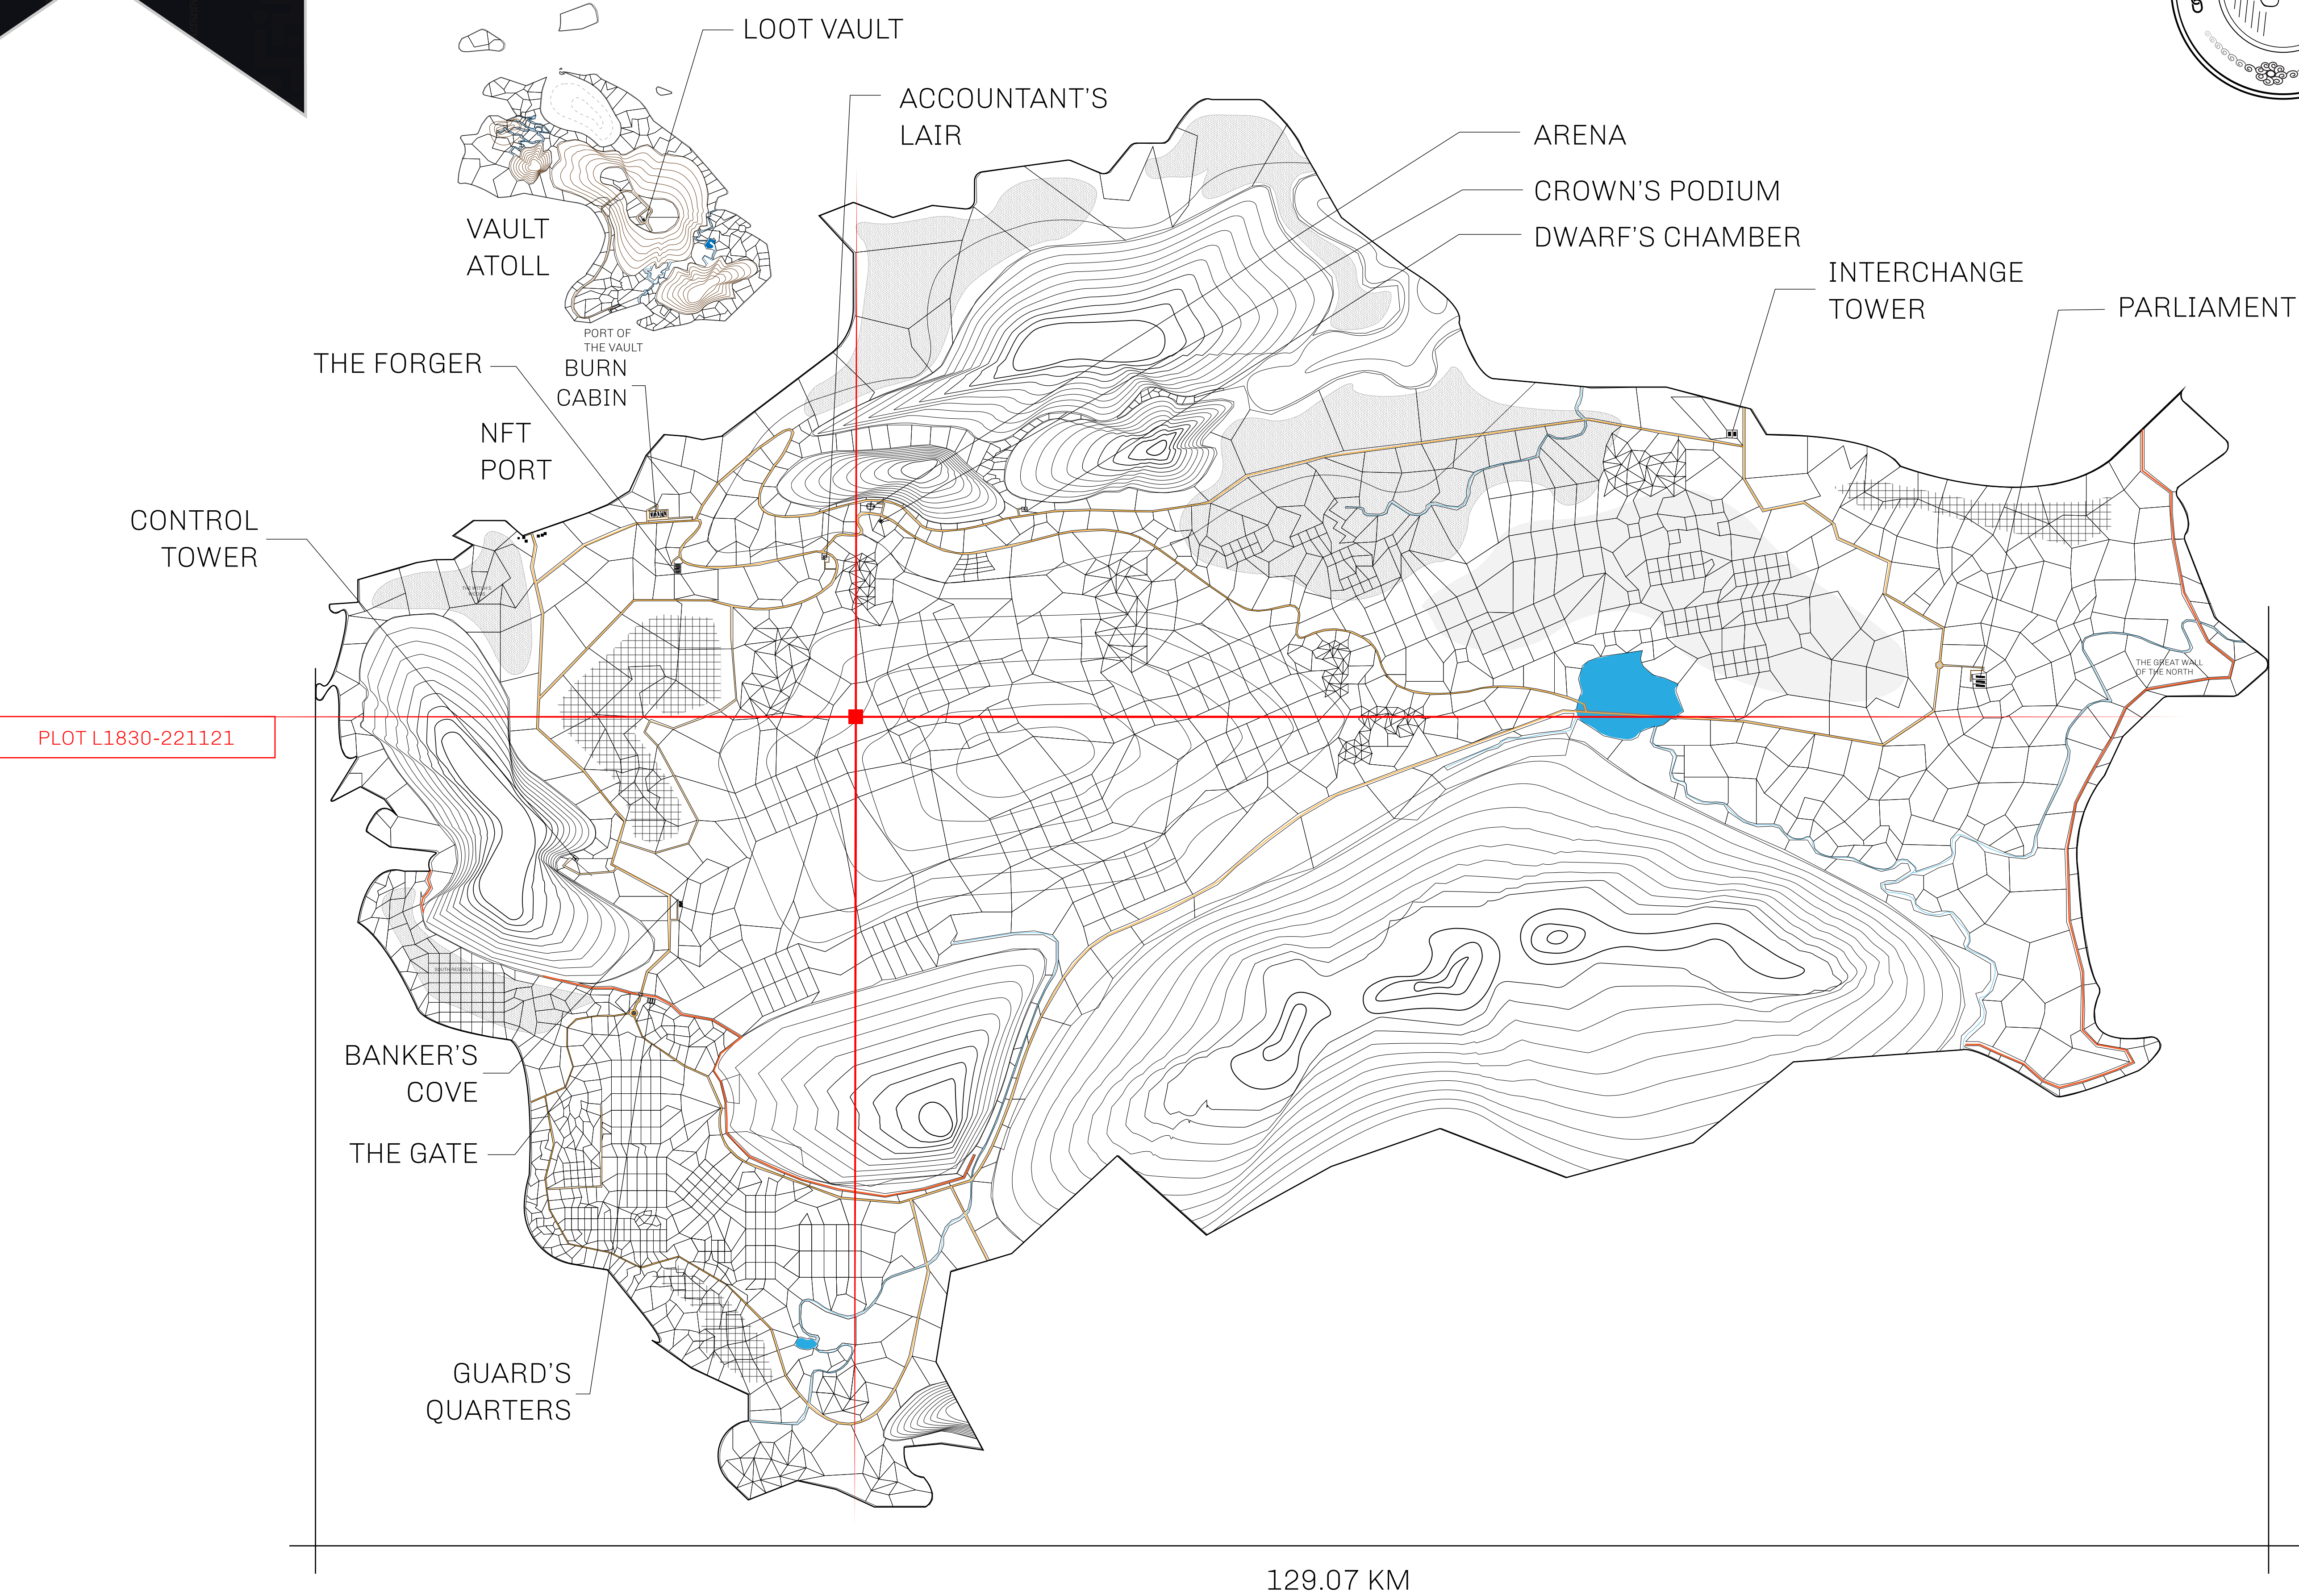 LOOT VAULT
ACCOUNTANT'S
LAIR
ARENA
CROWN'S PODIUM
DWARF'S CHAMBER
INTERCHANGE
TOWER
PARLIAMENT
VAULT
ATOLL
PORT OF
THE VAULT
THE FORGER
BURN
CABIN
NFT
PORT
CONTROL
TOWER
THE GREAT WALL
OF THE NORTH
PLOT L1830-221121
SOUTH RESERVE
BANKER'S
COVE
THE GATE
GUARD'S
QUARTERS
129.07 KM